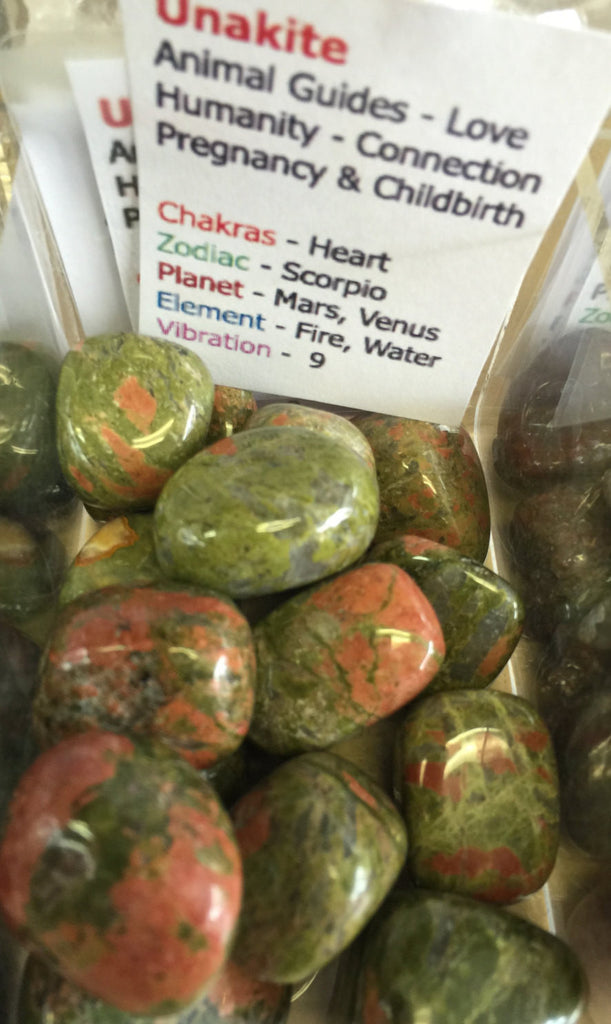 Unakite
Animal Guides - Love
Humanity - Connection
Pregnancy & Childbirth
Chakras - Heart
Zodiac - Scorpio
Planet - Mars, Venus
Element - Fire, Water
Vibration - 9